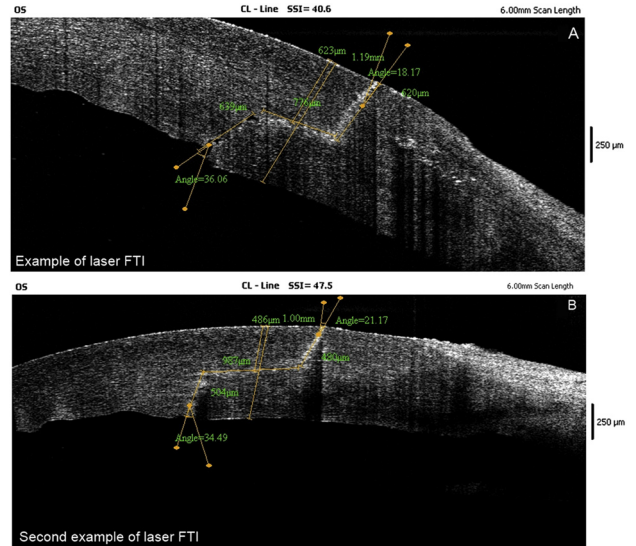 OS CL - Line SSI= 40.6 6.00mm Scan Length
A
623µm
1.19mm
Angle=18.17
620µm
726µm
639µm
Angle=36.06
250 µm
Example of laser FTI
OS CL - Line SSI= 47.5 6.00mm Scan Length
B
486µm 1.00mm
Angle=21.17
987µm
504µm
Angle=34.49
250 µm
Second example of laser FTI